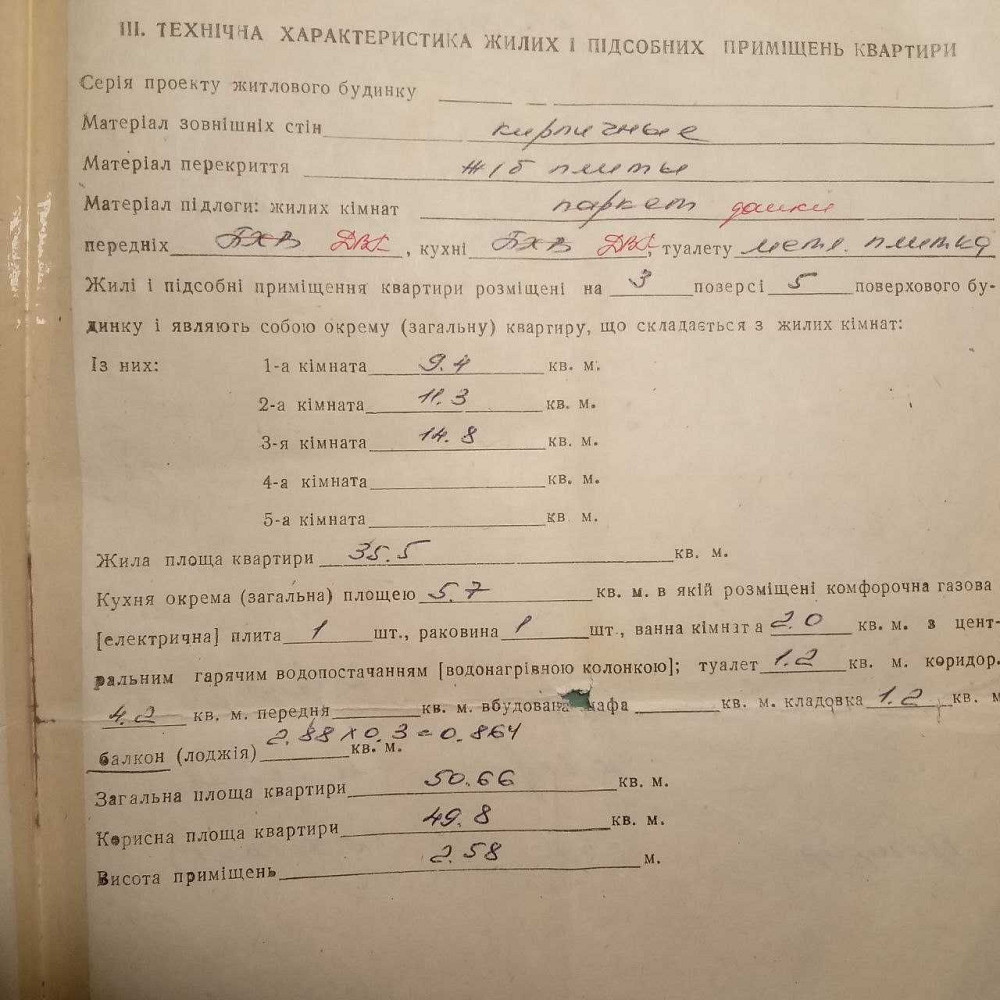 III. ТЕХНІЧНА ХАРАКТЕРИСТИКА ЖИЛИХ І ПІДСОБНИХ ПРИМІЩЕНЬ КВАРТИРИ
Серія проекту житлового будинку
Матеріал зовнішніх стін кирпичные
Матеріал перекриття ж/б плиты
Матеріал підлоги: жилих кімнат паркет дошки
передніх ПХВ ДВП, кухні ПХВ ДВП, туалету метл. плитка
Жилі і підсобні приміщення квартири розміщені на 3 поверсі 5 поверхового бу-
динку і являють собою окрему (загальну) квартиру, що складається з жилих кімнат:
Із них: 1-а кімната 9.4 кв. м.
2-а кімната 11.3 кв. м.
3-я кімната 14.8 кв. м.
4-а кімната кв. м.
5-а кімната кв м.
Жила площа квартири 35.5 кв. м.
Кухня окрема (загальна) площею 5.7 кв. м. в якій розміщені комфорочна газова
[електрична] плита 1 шт., раковина 1 шт., ванна кімната 2.0 кв. м. з цент-
ральним гарячим водопостачанням [водонагрівною колонкою]; туалет 1.2 кв. м. коридор.
4.2 кв. м. передня кв. м. вбудована шафа кв. м. кладовка 1.2 кв. м
балкон (лоджія) 2.88 х 0.3 = 0.864 кв. м.
Загальна площа квартири 50.66 кв. м.
Корисна площа квартири 49.8 кв. м.
Висота приміщень 2.58 м.